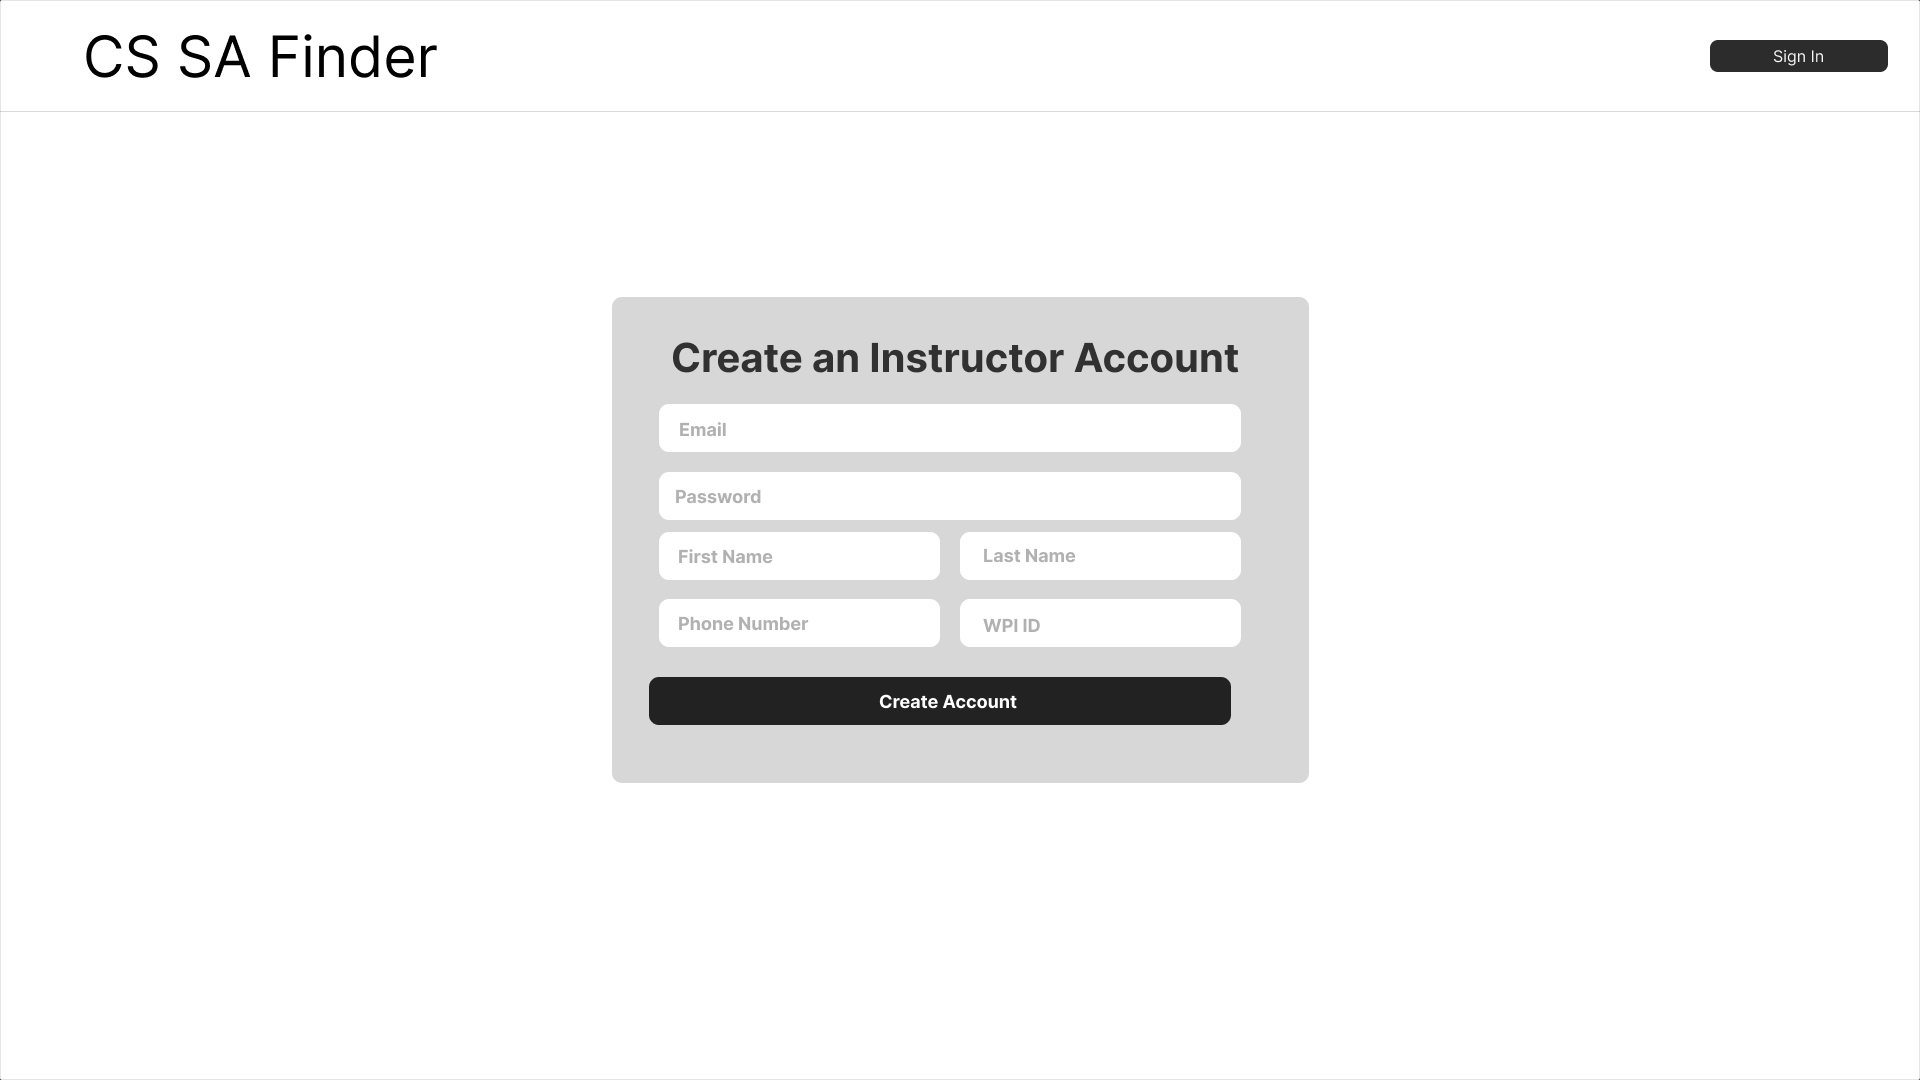 CS SA Finder
Sign In
Create an Instructor Account
Email
Password
First Name
Last Name
Phone Number
WPI ID
Create Account